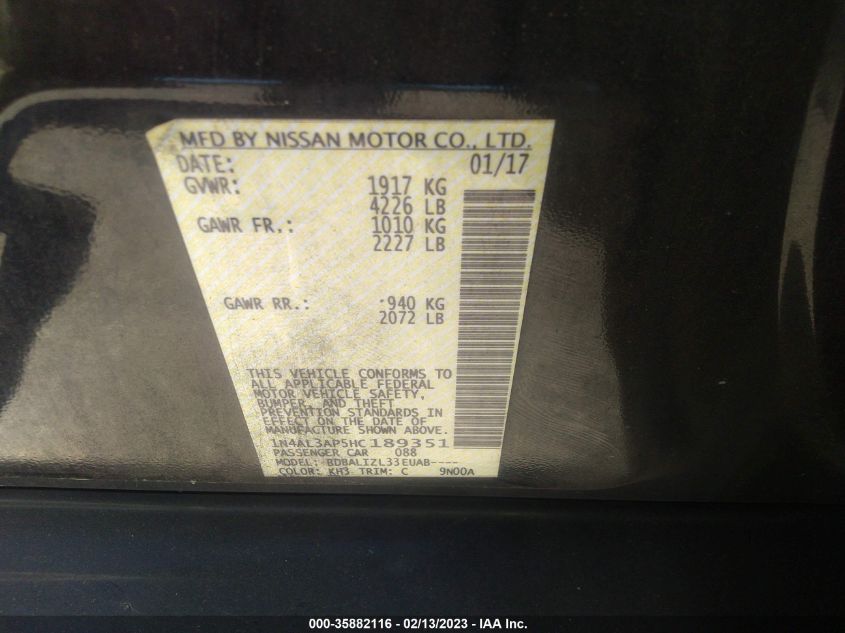 MFD BY NISSAN MOTOR CO., LTD.
DATE: 01/17
GVWR: 1917 KG
4226 LB
GAWR FR.: 1010 KG
2227 LB
GAWR RR.: 940 KG
2072 LB
THIS VEHICLE CONFORMS TO
ALL APPLICABLE FEDERAL
MOTOR VEHICLE SAFETY,
BUMPER, AND THEFT
PREVENTION STANDARDS IN
EFFECT ON THE DATE OF
MANUFACTURE SHOWN ABOVE.
1N4AL3AP5HC189351
PASSENGER CAR 088
MODEL: BDBALIZL33EUAB----
COLOR: KH3 TRIM: C 9N00A
000-35882116 - 02/13/2023 - IAA Inc.